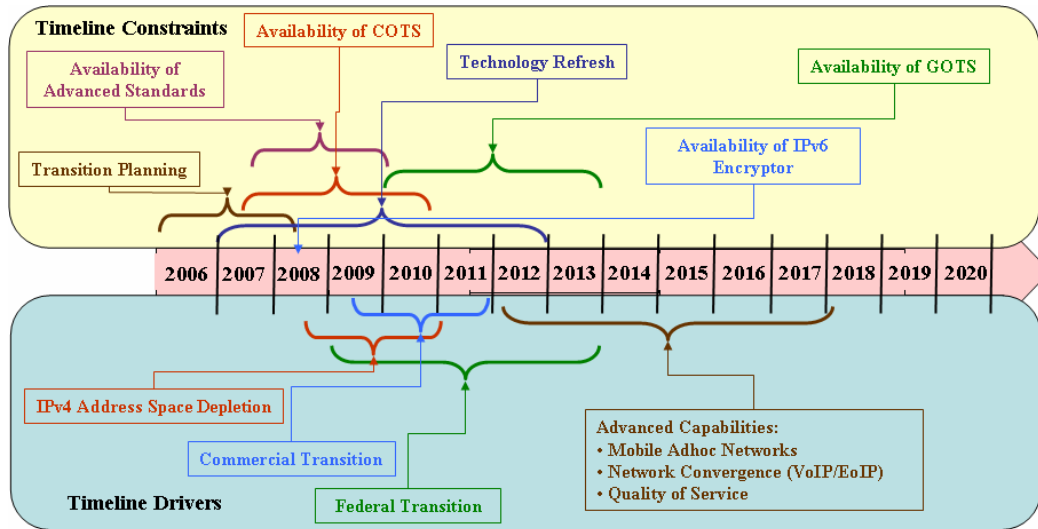 Timeline Constraints
Availability of COTS
Availability of
Advanced Standards
Technology Refresh
Availability of GOTS
Transition Planning
Availability of IPv6
Encryptor
2006 2007 2008 2009 2010 2011 2012 2013 2014 2015 2016 2017 2018 2019 2020
IPv4 Address Space Depletion
Commercial Transition
Federal Transition
Advanced Capabilities:
• Mobile Adhoc Networks
• Network Convergence (VoIP/EoIP)
• Quality of Service
Timeline Drivers